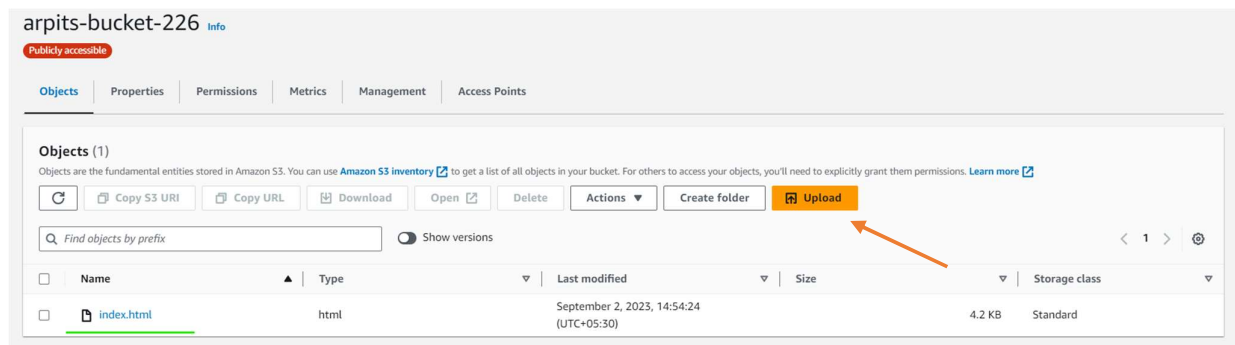 arpits-bucket-226 Info
Publicly accessible
Objects Properties Permissions Metrics Management Access Points
Objects (1)
Objects are the fundamental entities stored in Amazon S3. You can use Amazon S3 inventory to get a list of all objects in your bucket. For others to access your objects, you'll need to explicitly grant them permissions. Learn more
Copy S3 URI Copy URL Download Open Delete Actions Create folder Upload
Find objects by prefix Show versions 1
Name Type Last modified Size Storage class
index.html html September 2, 2023, 14:54:24 (UTC+05:30) 4.2 KB Standard